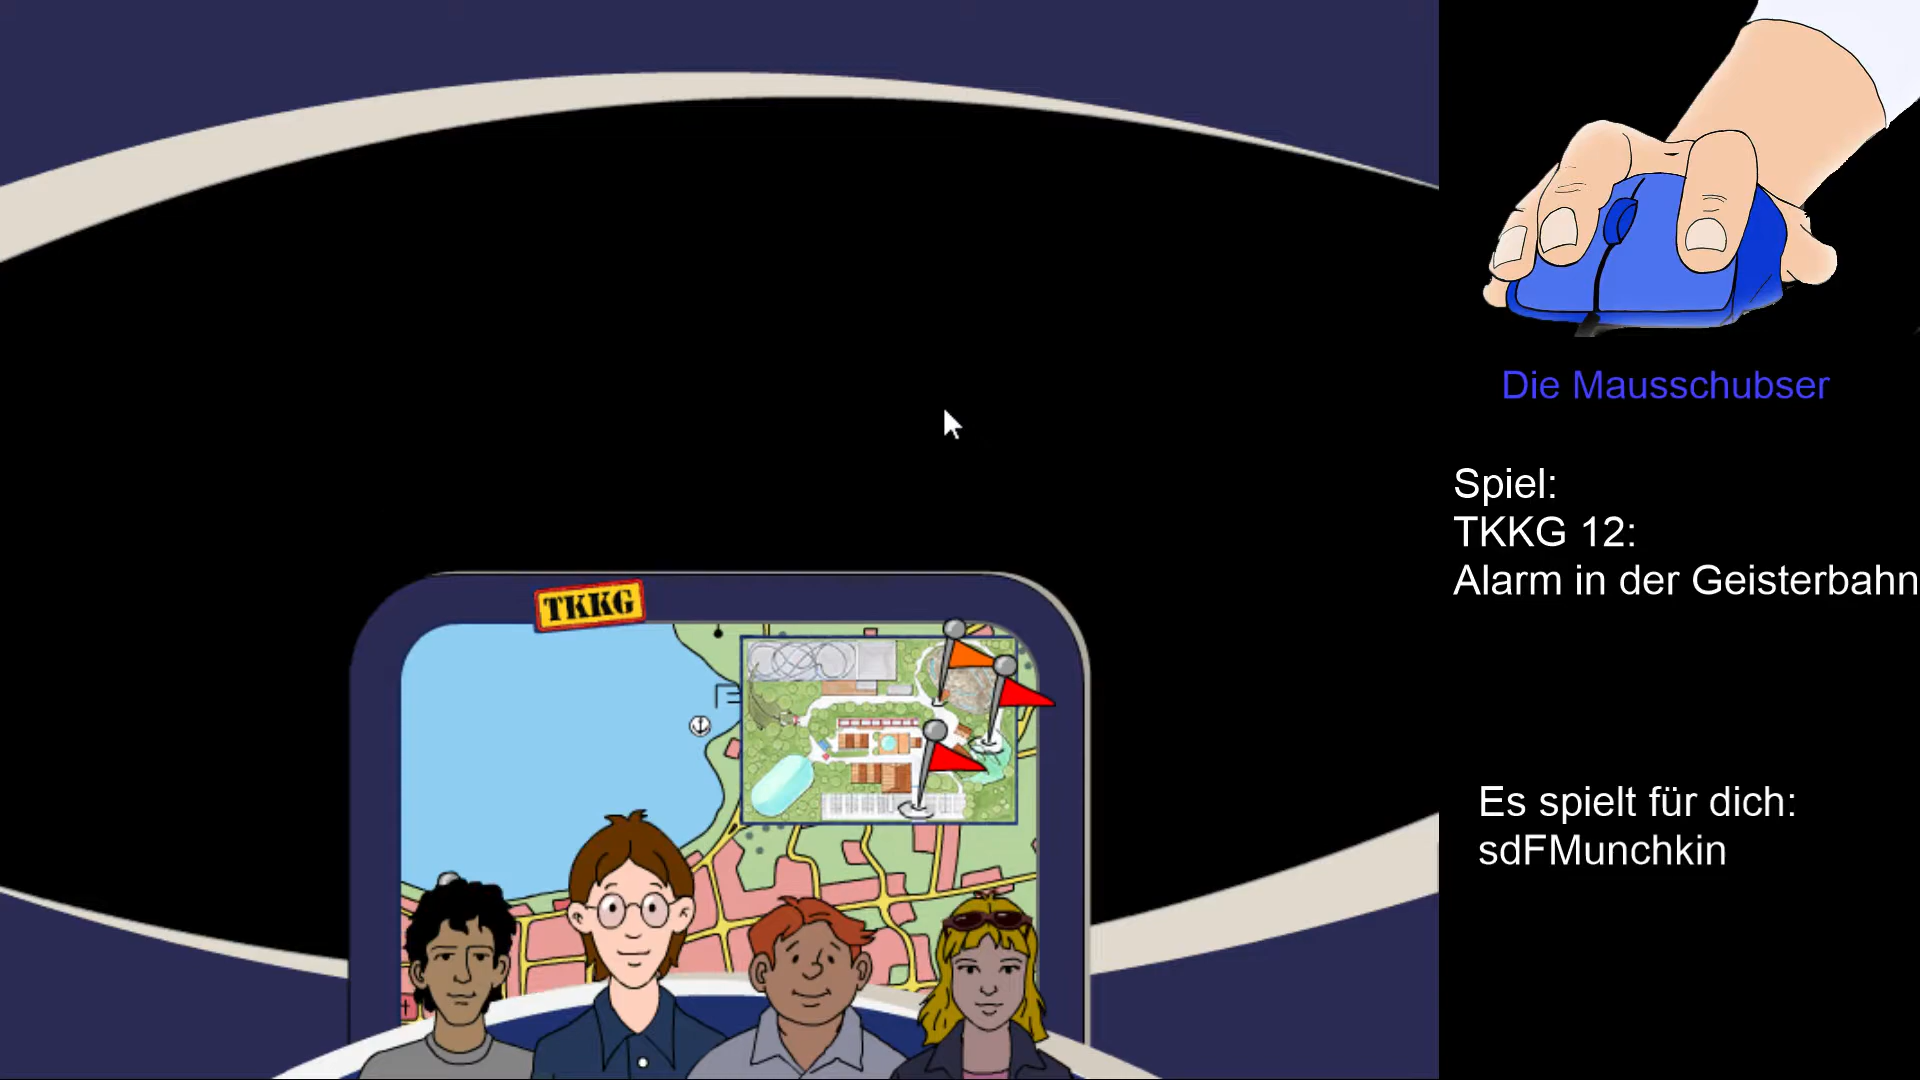 TKKG
Die Mausschubser
Spiel:
TKKG 12:
Alarm in der Geisterbahn
Es spielt für dich:
sdFMunchkin